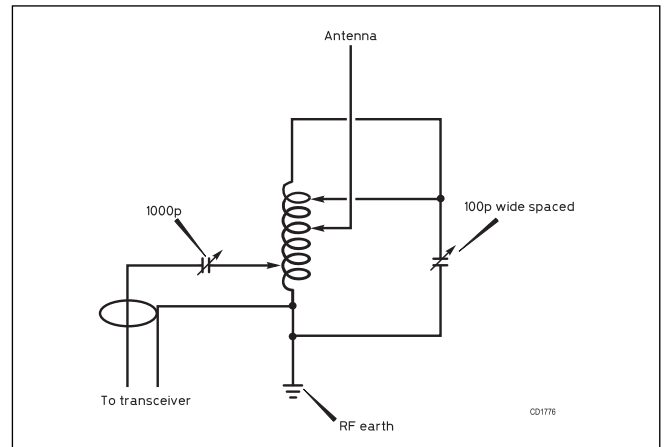 Antenna
1000p
100p wide spaced
To transceiver
CD1776
RF earth